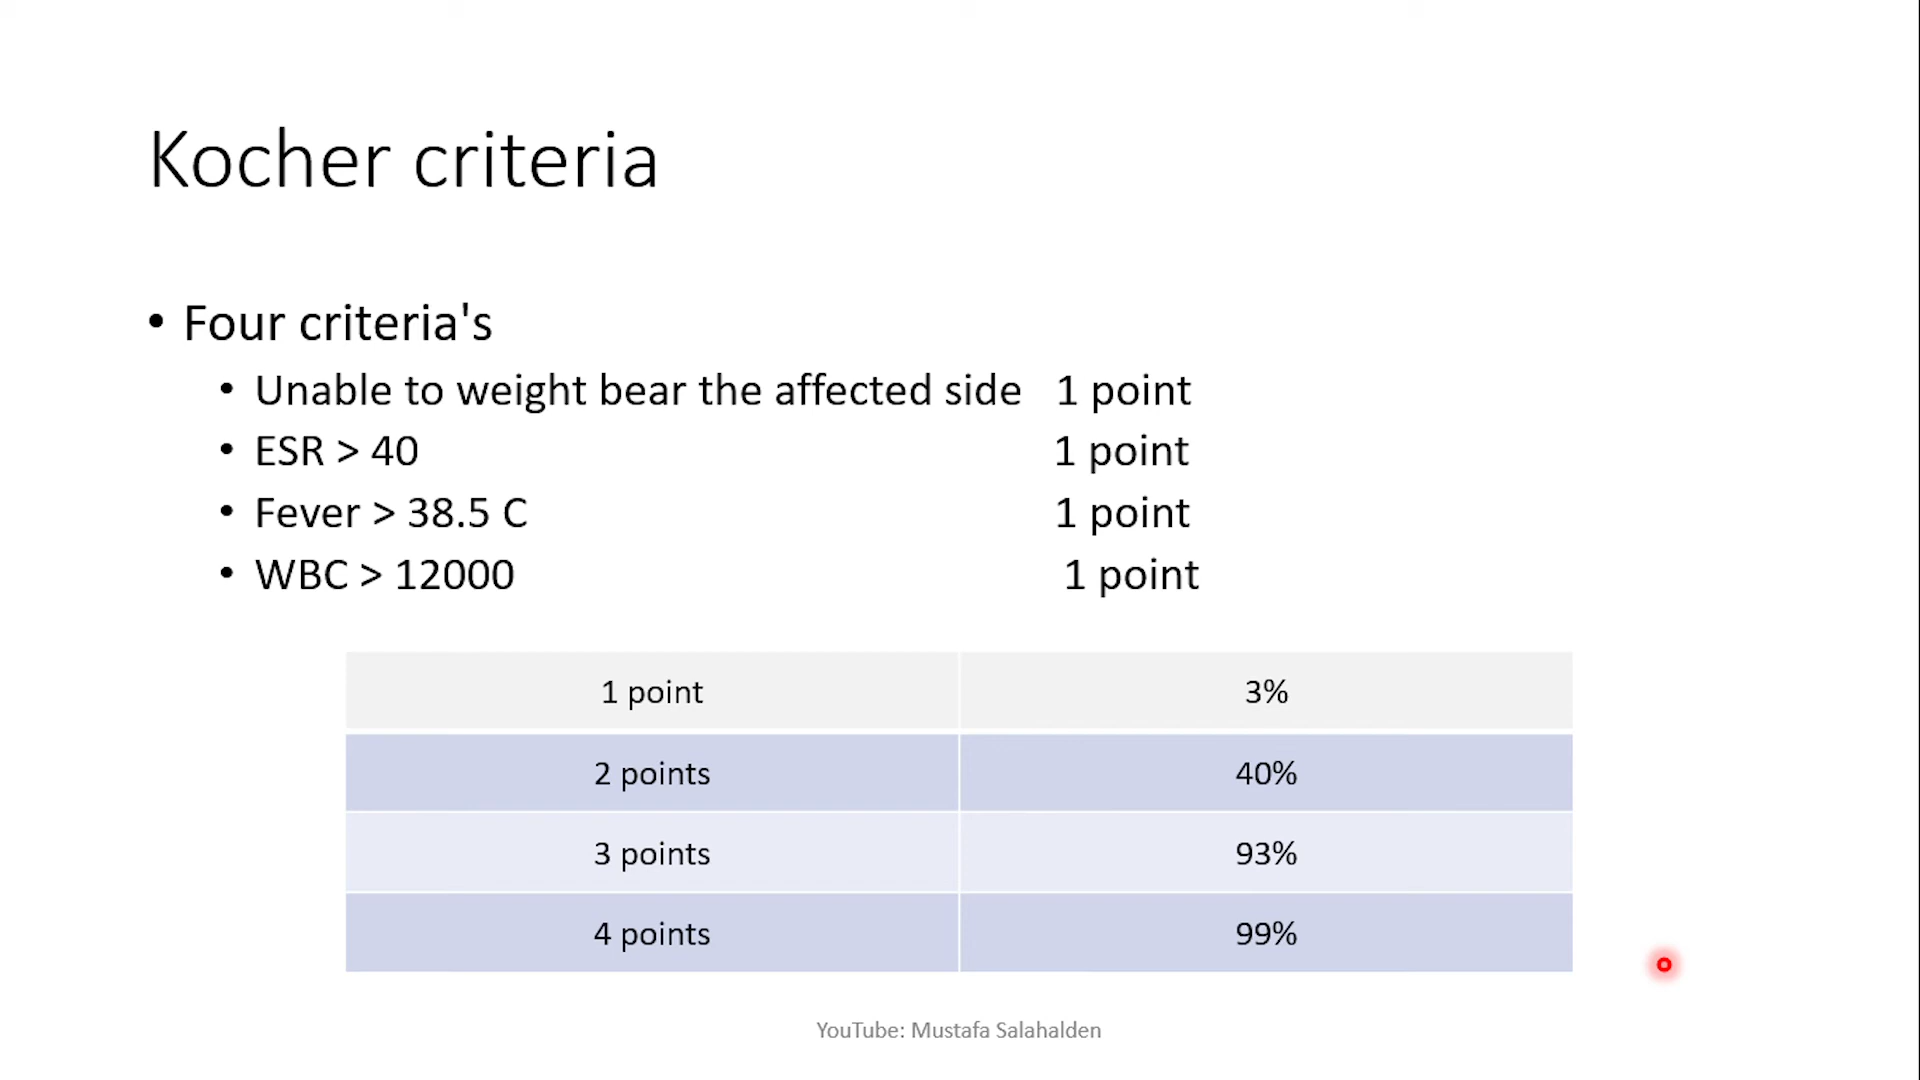 Kocher criteria
• Four criteria's
• Unable to weight bear the affected side 1 point
• ESR > 40 1 point
• Fever > 38.5 C 1 point
• WBC > 12000 1 point
1 point 3%
2 points 40%
3 points 93%
4 points 99%
YouTube: Mustafa Salahalden